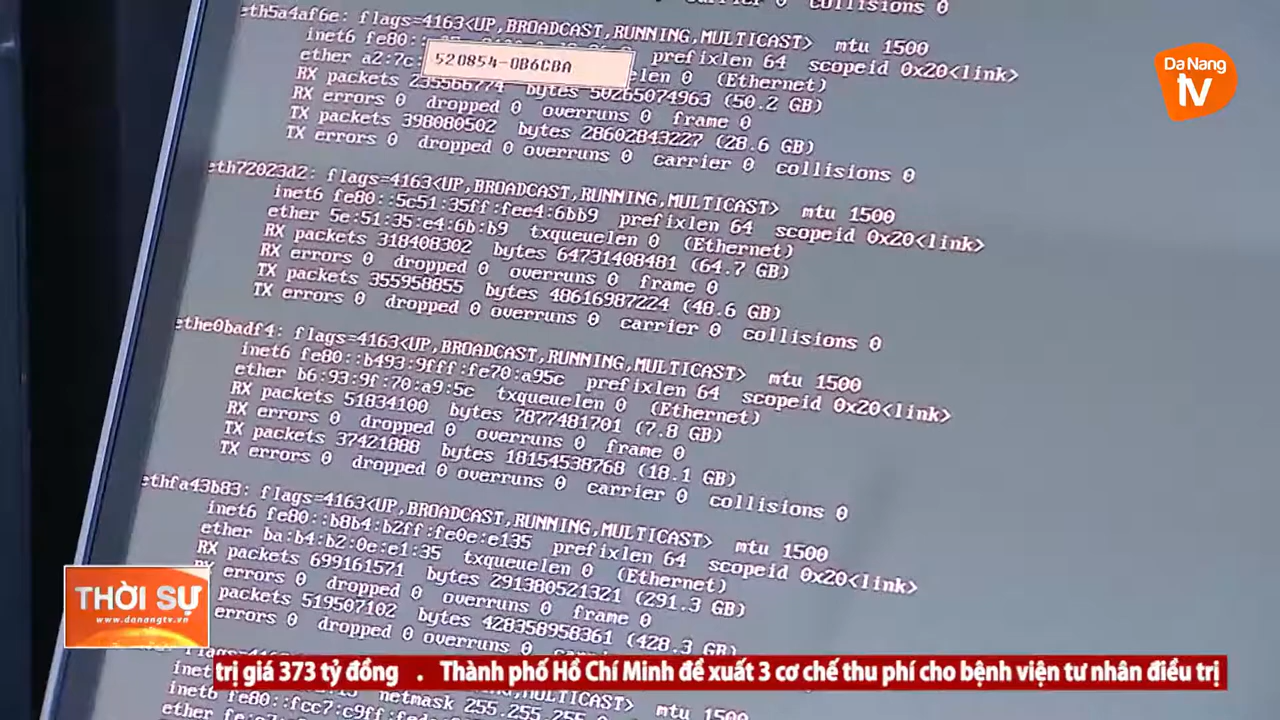 carrier 0 collisions 0
eth5a4af6e: flags=4163<UP,BROADCAST,RUNNING,MULTICAST> mtu 1500
inet6 fe80:: prefixlen 64 scopeid 0x20<link>
ether a2:7c: 520854-0B6CBA elen 0 (Ethernet)
RX packets 235566774 bytes 50265074963 (50.2 GB)
RX errors 0 dropped 0 overruns 0 frame 0
TX packets 398080502 bytes 28602843227 (28.6 GB)
TX errors 0 dropped 0 overruns 0 carrier 0 collisions 0
eth72023d2: flags=4163<UP,BROADCAST,RUNNING,MULTICAST> mtu 1500
inet6 fe80::5c51:35ff:fee4:6bb9 prefixlen 64 scopeid 0x20<link>
ether 5e:51:35:e4:6b:b9 txqueuelen 0 (Ethernet)
RX packets 318408302 bytes 64731408481 (64.7 GB)
RX errors 0 dropped 0 overruns 0 frame 0
TX packets 355958855 bytes 48616987224 (48.6 GB)
TX errors 0 dropped 0 overruns 0 carrier 0 collisions 0
ethe0badf4: flags=4163<UP,BROADCAST,RUNNING,MULTICAST> mtu 1500
inet6 fe80::b493:9fff:fe70:a95c prefixlen 64 scopeid 0x20<link>
ether b6:93:9f:70:a9:5c txqueuelen 0 (Ethernet)
RX packets 51834100 bytes 7877481701 (7.8 GB)
RX errors 0 dropped 0 overruns 0 frame 0
TX packets 37421888 bytes 18154538768 (18.1 GB)
TX errors 0 dropped 0 overruns 0 carrier 0 collisions 0
ethfa43b83: flags=4163<UP,BROADCAST,RUNNING,MULTICAST> mtu 1500
inet6 fe80::b8b4:b2ff:fe0e:e135 prefixlen 64 scopeid 0x20<link>
ether ba:b4:b2:0e:e1:35 txqueuelen 0 (Ethernet)
RX packets 699161571 bytes 291380521321 (291.3 GB)
errors 0 dropped 0 overruns 0 frame 0
packets 519507102 bytes 428358958361 (428.3 GB)
errors 0 dropped 0 overruns 0
mtu 1500
netmask 255.255.255.0
inet6 fe80::fcc7:c9ff
ether
Da Nang
tv
THỜI SỰ
www.danangtv.vn
trị giá 373 tỷ đồng . Thành phố Hồ Chí Minh đề xuất 3 cơ chế thu phí cho bệnh viện tư nhân điều trị